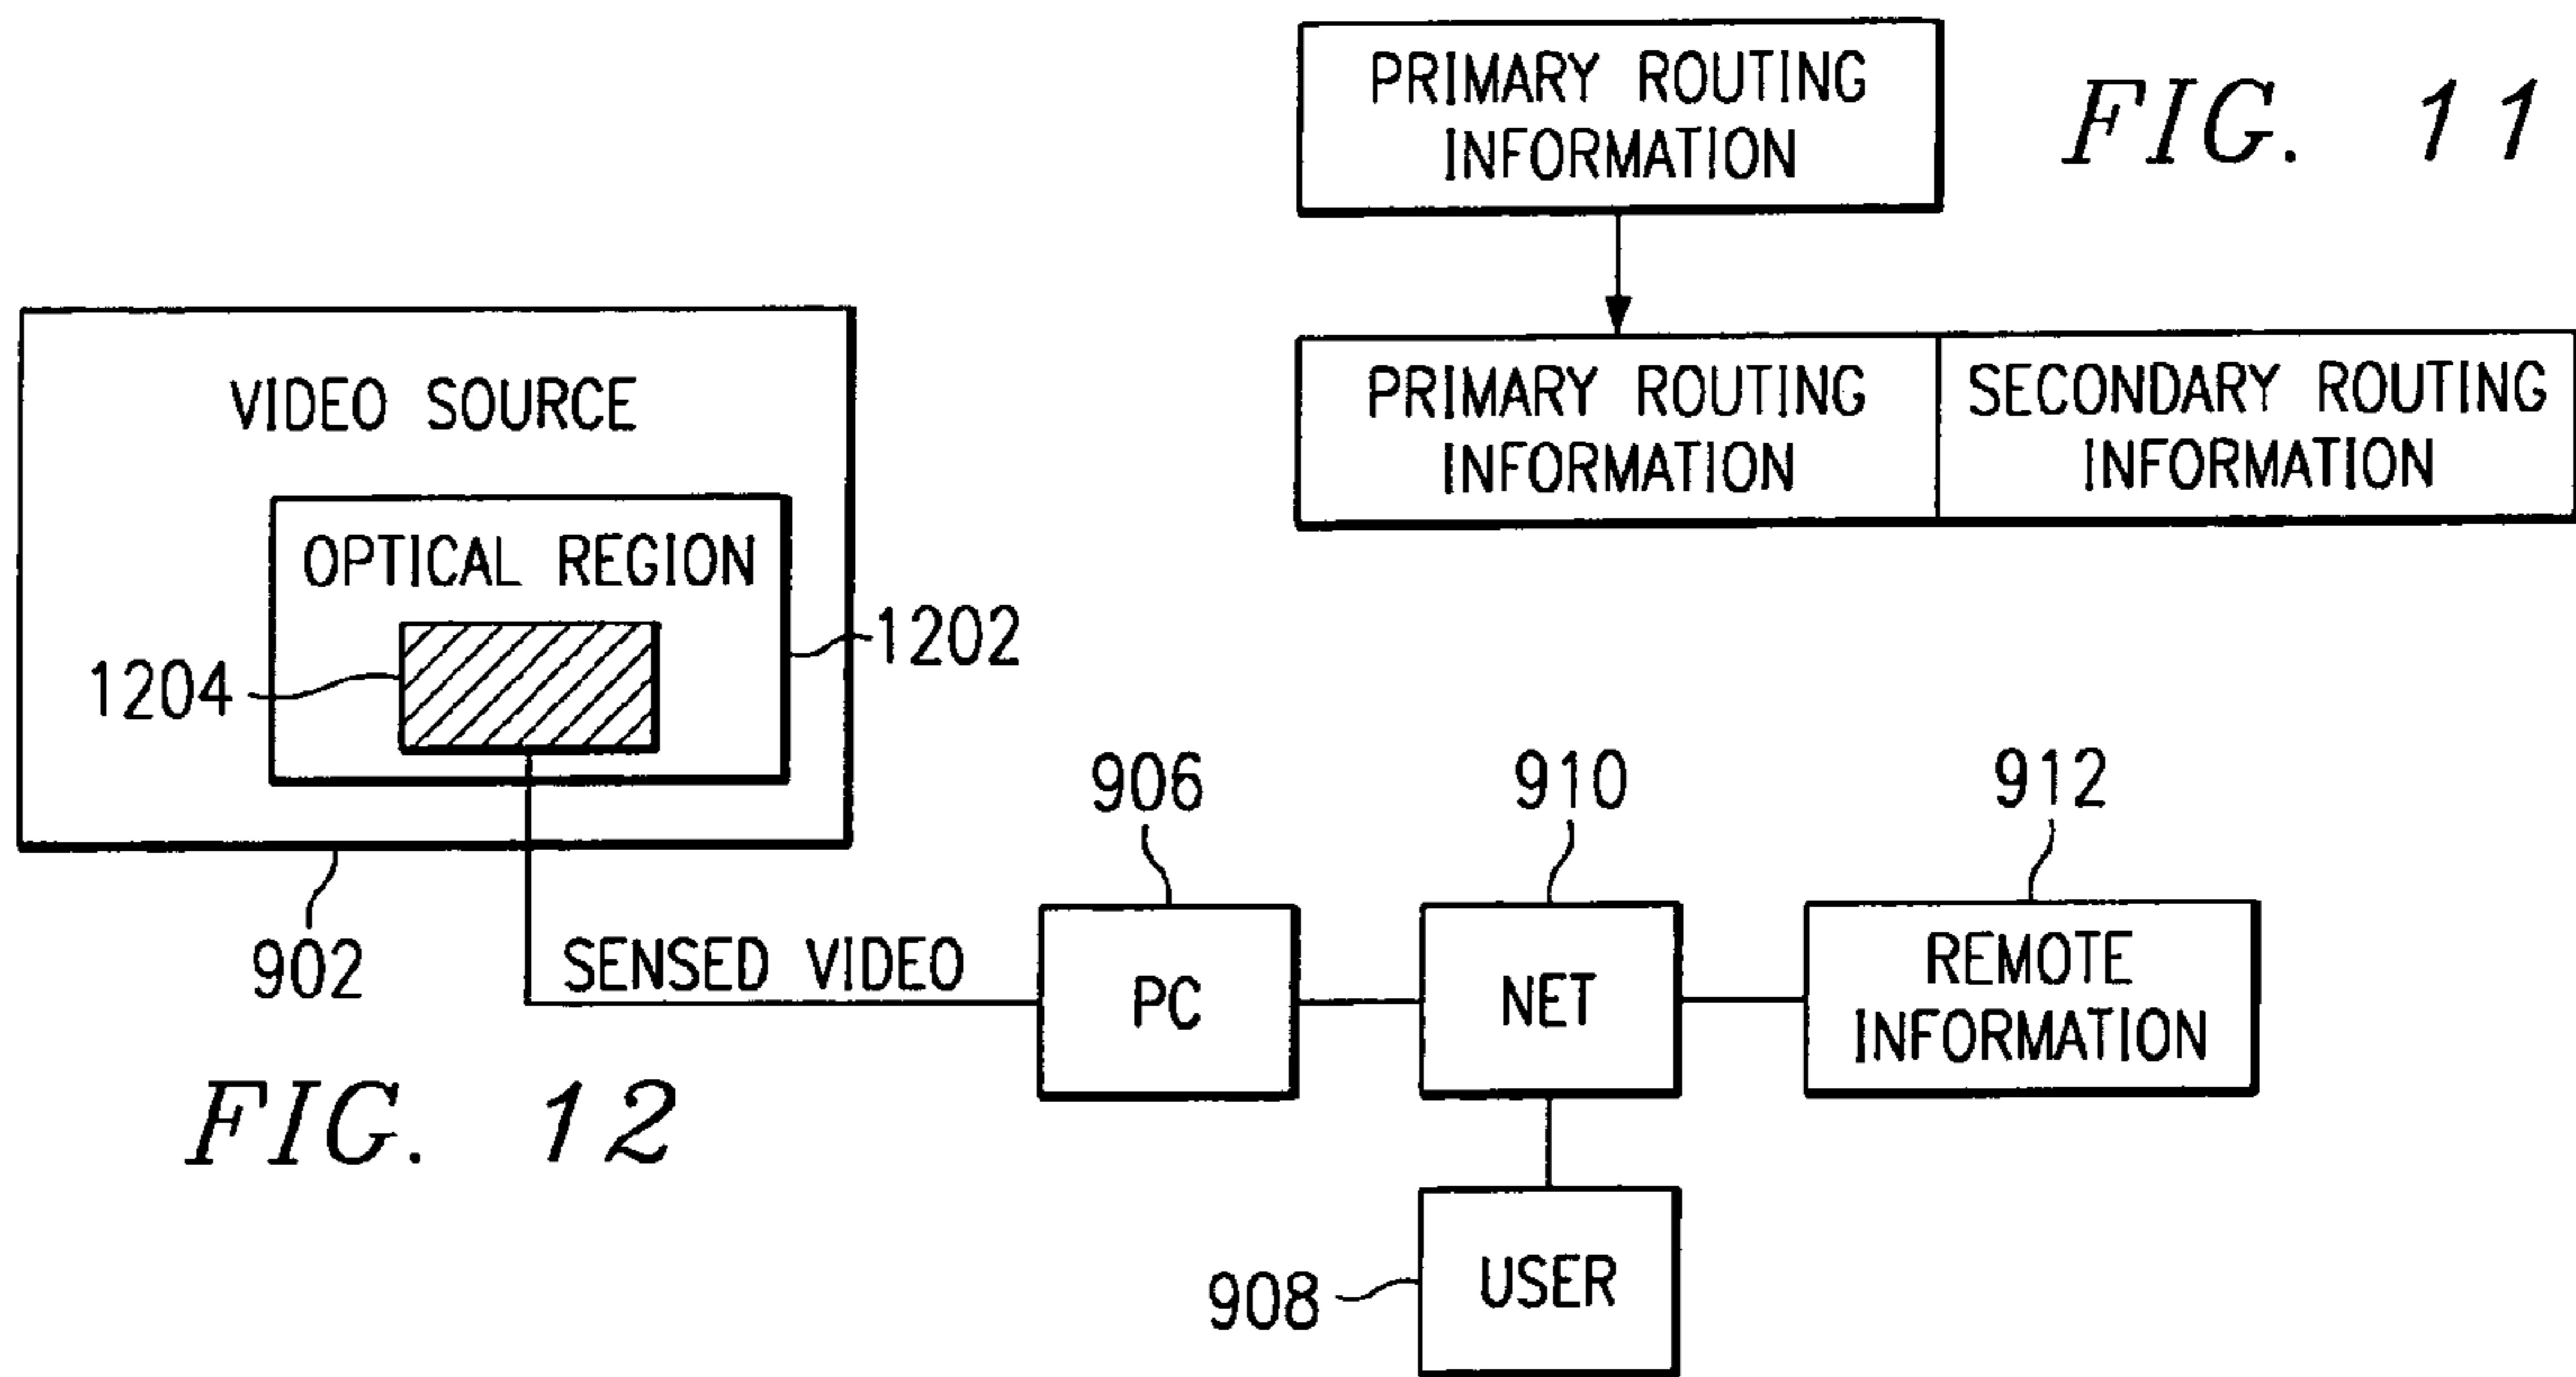 PRIMARY ROUTING
INFORMATION
FIG. 11
PRIMARY ROUTING
INFORMATION
SECONDARY ROUTING
INFORMATION
VIDEO SOURCE
OPTICAL REGION
1202
1204
902
SENSED VIDEO
906
PC
910
NET
912
REMOTE
INFORMATION
908
USER
FIG. 12